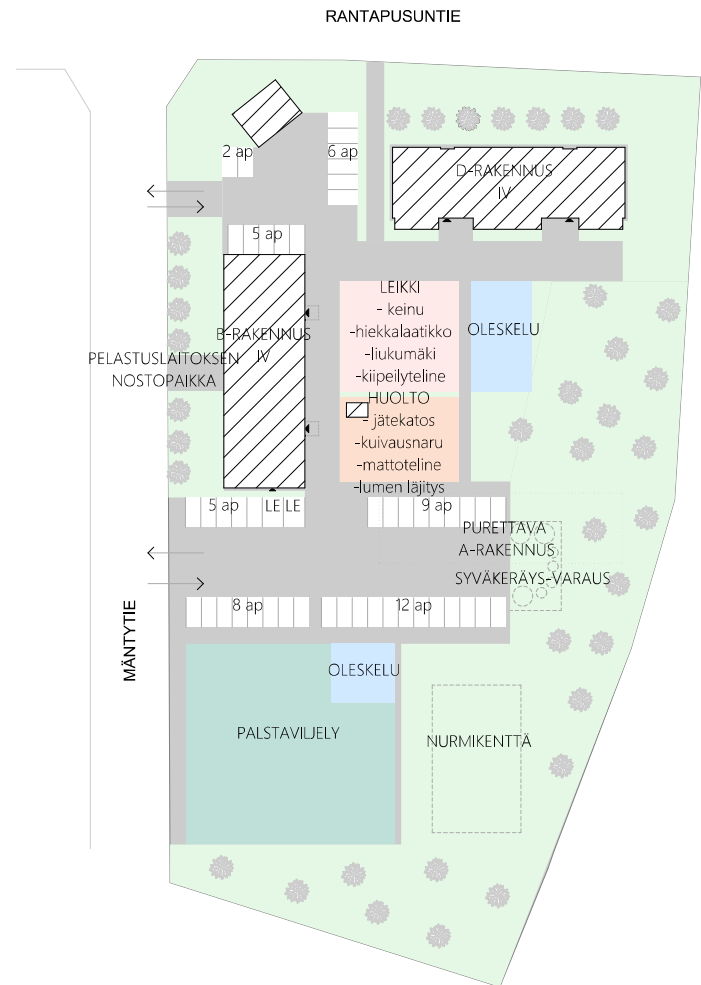 RANTAPUSUNTIE
2 ap
6 ap
D-RAKENNUS
IV
5 ap
B-RAKENNUS
IV
PELASTUSLAITOKSEN
NOSTOPAIKKA
LEIKKI
- keinu
-hiekkalaatikko
-liukumäki
-kiipeilyteline
OLESKELU
HUOLTO
- jätekatos
-kuivausnaru
-mattoteline
-lumen läjitys
5 ap
LE LE
9 ap
PURETTAVA
A-RAKENNUS
SYVÄKERÄYS-VARAUS
8 ap
12 ap
MÄNTYTIE
OLESKELU
PALSTAVILJELY
NURMIKENTTÄ